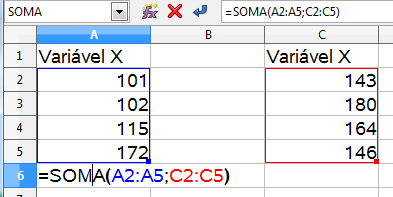 SOMA =SOMA(A2:A5;C2:C5)
A B C
1 Variável X Variável X
2 101 143
3 102 180
4 115 164
5 172 146
6 =SOMA(A2:A5;C2:C5)